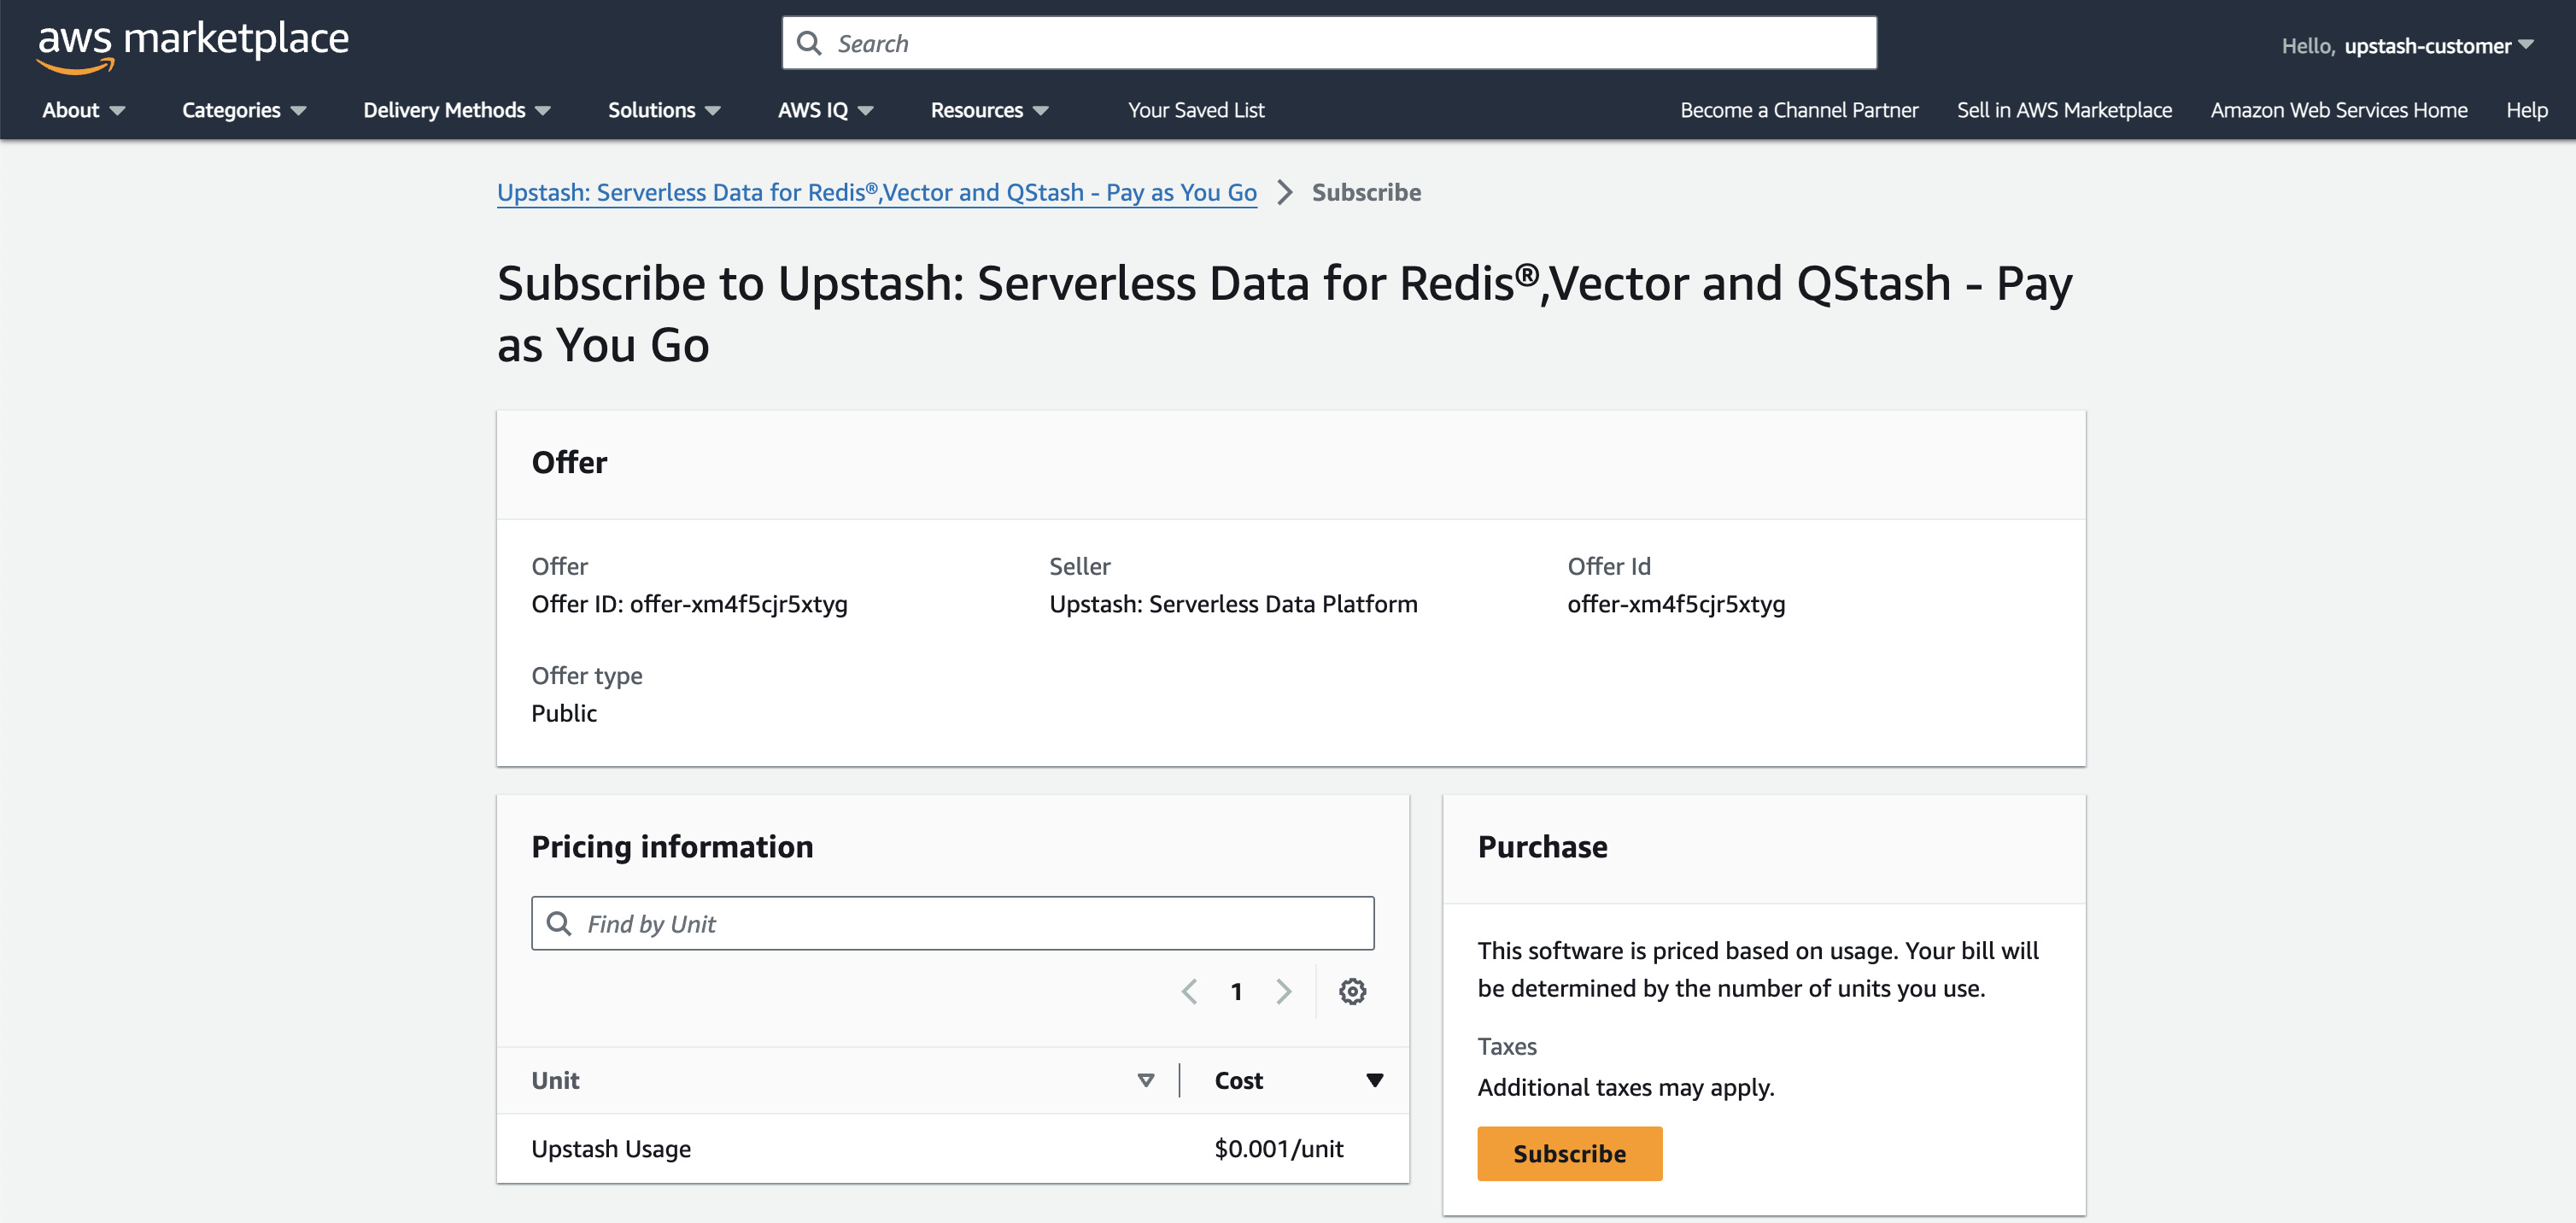 aws marketplace
Search
Hello, upstash-customer
About Categories Delivery Methods Solutions AWS IQ Resources Your Saved List Become a Channel Partner Sell in AWS Marketplace Amazon Web Services Home Help
Upstash: Serverless Data for Redis®,Vector and QStash - Pay as You Go Subscribe
Subscribe to Upstash: Serverless Data for Redis®,Vector and QStash - Pay
as You Go
Offer
Offer Seller Offer Id
Offer ID: offer-xm4f5cjr5xtyg Upstash: Serverless Data Platform offer-xm4f5cjr5xtyg
Offer type
Public
Pricing information
Find by Unit
1
Unit Cost
Upstash Usage $0.001/unit
Purchase
This software is priced based on usage. Your bill will
be determined by the number of units you use.
Taxes
Additional taxes may apply.
Subscribe